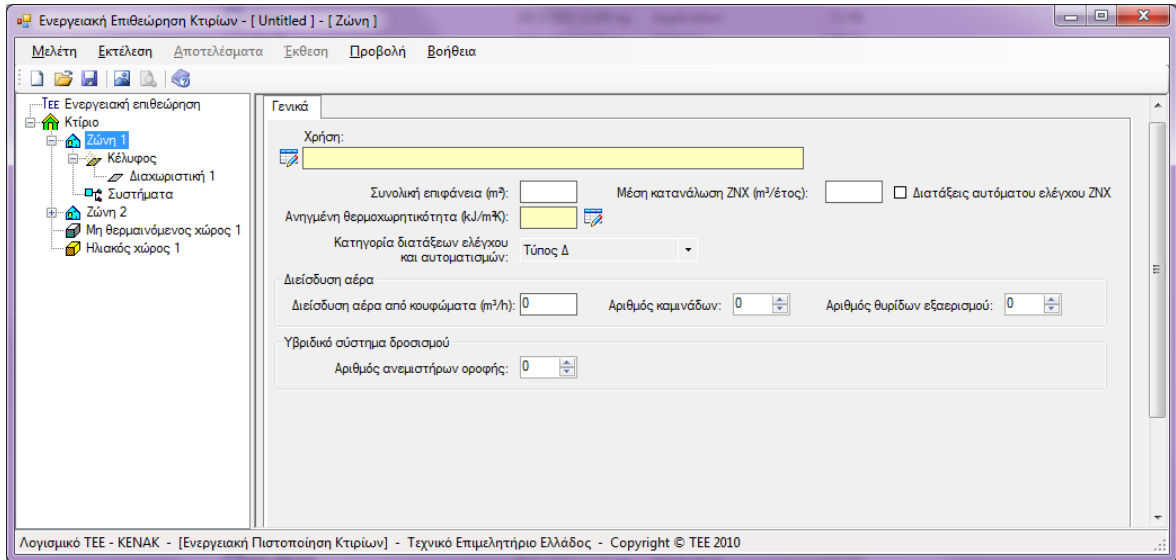 Ενεργειακή Επιθεώρηση Κτιρίων - [ Untitled ] - [ Ζώνη ]
Μελέτη Εκτέλεση Αποτελέσματα Έκθεση Προβολή Βοήθεια
ΤΕΕ Ενεργειακή επιθεώρηση
Κτίριο
Ζώνη 1
Κέλυφος
Διαχωριστική 1
Συστήματα
Ζώνη 2
Μη θερμαινόμενος χώρος 1
Ηλιακός χώρος 1
Γενικά
Χρήση:
Συνολική επιφάνεια (m²): Μέση κατανάλωση ΖΝΧ (m³/έτος): Διατάξεις αυτόματου ελέγχου ΖΝΧ
Ανηγμένη θερμοχωρητικότητα (kJ/m²K):
Κατηγορία διατάξεων ελέγχου
και αυτοματισμών: Τύπος Δ
Διείσδυση αέρα
Διείσδυση αέρα από κουφώματα (m³/h): 0 Αριθμός καμινάδων: 0 Αριθμός θυρίδων εξαερισμού: 0
Υβριδικό σύστημα δροσισμού
Αριθμός ανεμιστήρων οροφής: 0
Λογισμικό ΤΕΕ - ΚΕΝΑΚ - [Ενεργειακή Πιστοποίηση Κτιρίων] - Τεχνικό Επιμελητήριο Ελλάδος - Copyright © ΤΕΕ 2010